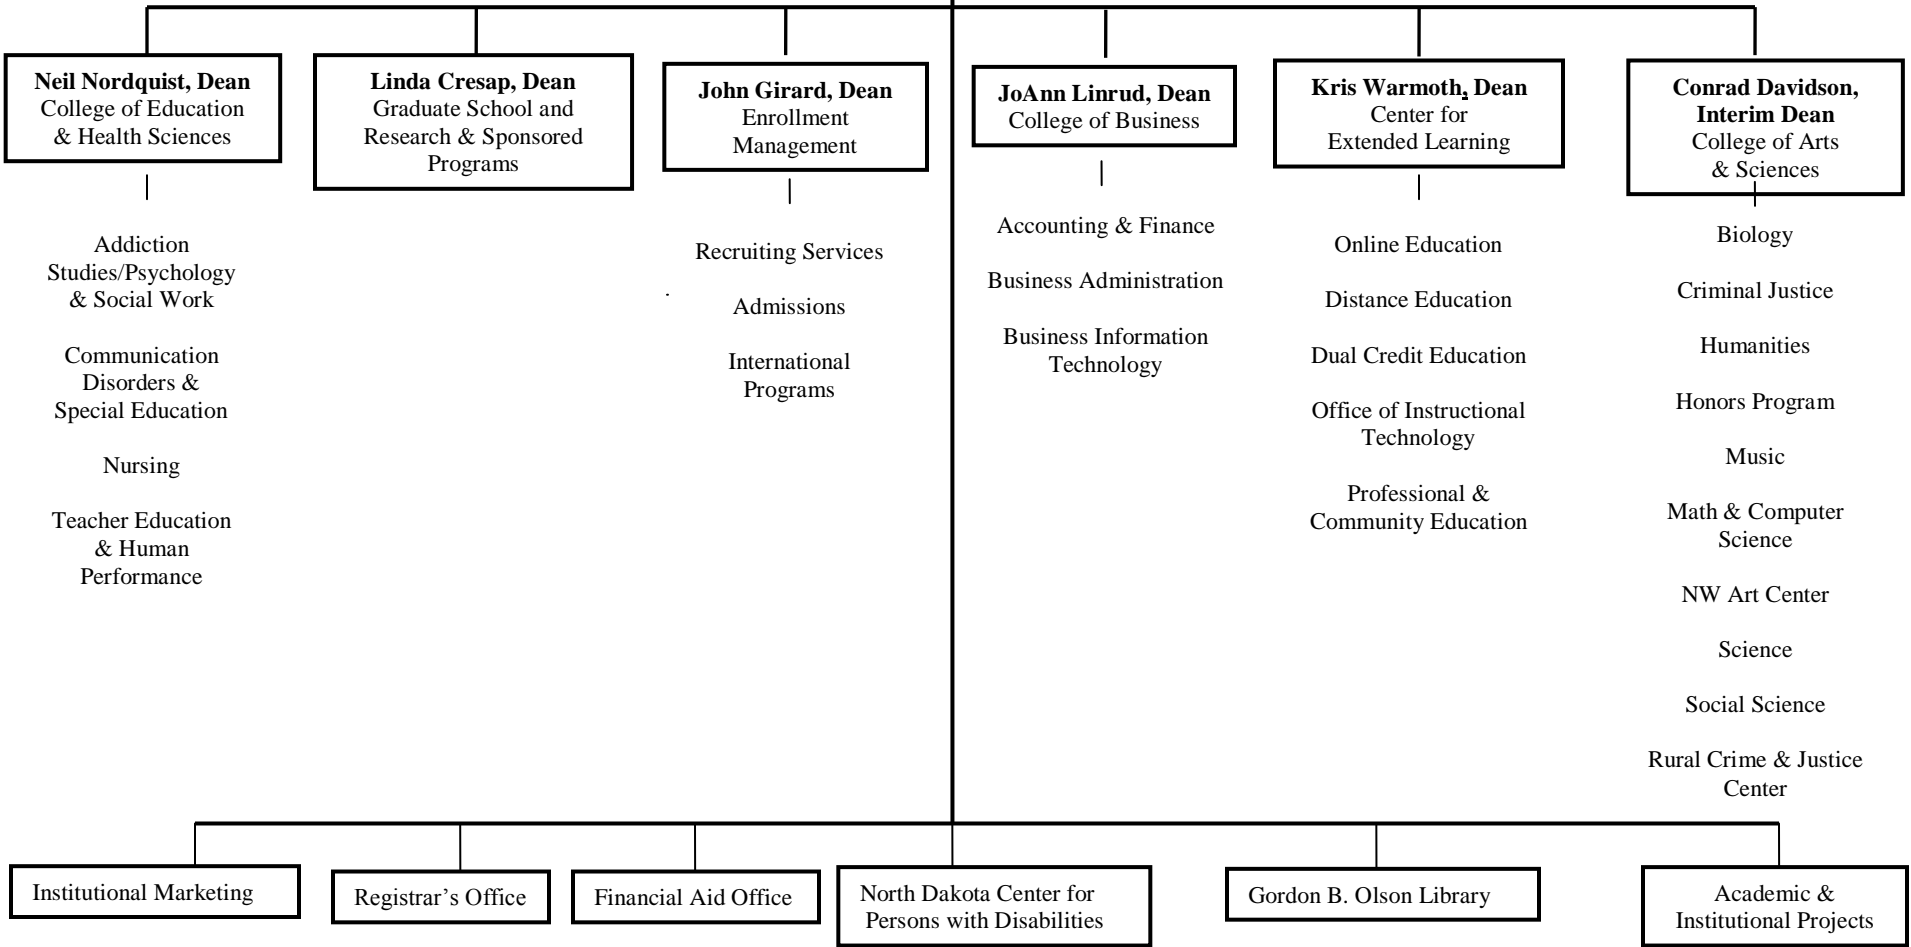 Neil Nordquist, Dean
College of Education
& Health Sciences
Addiction
Studies/Psychology
& Social Work
Communication
Disorders &
Special Education
Nursing
Teacher Education
& Human
Performance
Linda Cresap, Dean
Graduate School and
Research & Sponsored
Programs
John Girard, Dean
Enrollment
Management
Recruiting Services
Admissions
International
Programs
JoAnn Linrud, Dean
College of Business
Accounting & Finance
Business Administration
Business Information
Technology
Kris Warmoth, Dean
Center for
Extended Learning
Online Education
Distance Education
Dual Credit Education
Office of Instructional
Technology
Professional &
Community Education
Conrad Davidson,
Interim Dean
College of Arts
& Sciences
Biology
Criminal Justice
Humanities
Honors Program
Music
Math & Computer
Science
NW Art Center
Science
Social Science
Rural Crime & Justice
Center
Institutional Marketing
Registrar’s Office
Financial Aid Office
North Dakota Center for
Persons with Disabilities
Gordon B. Olson Library
Academic &
Institutional Projects